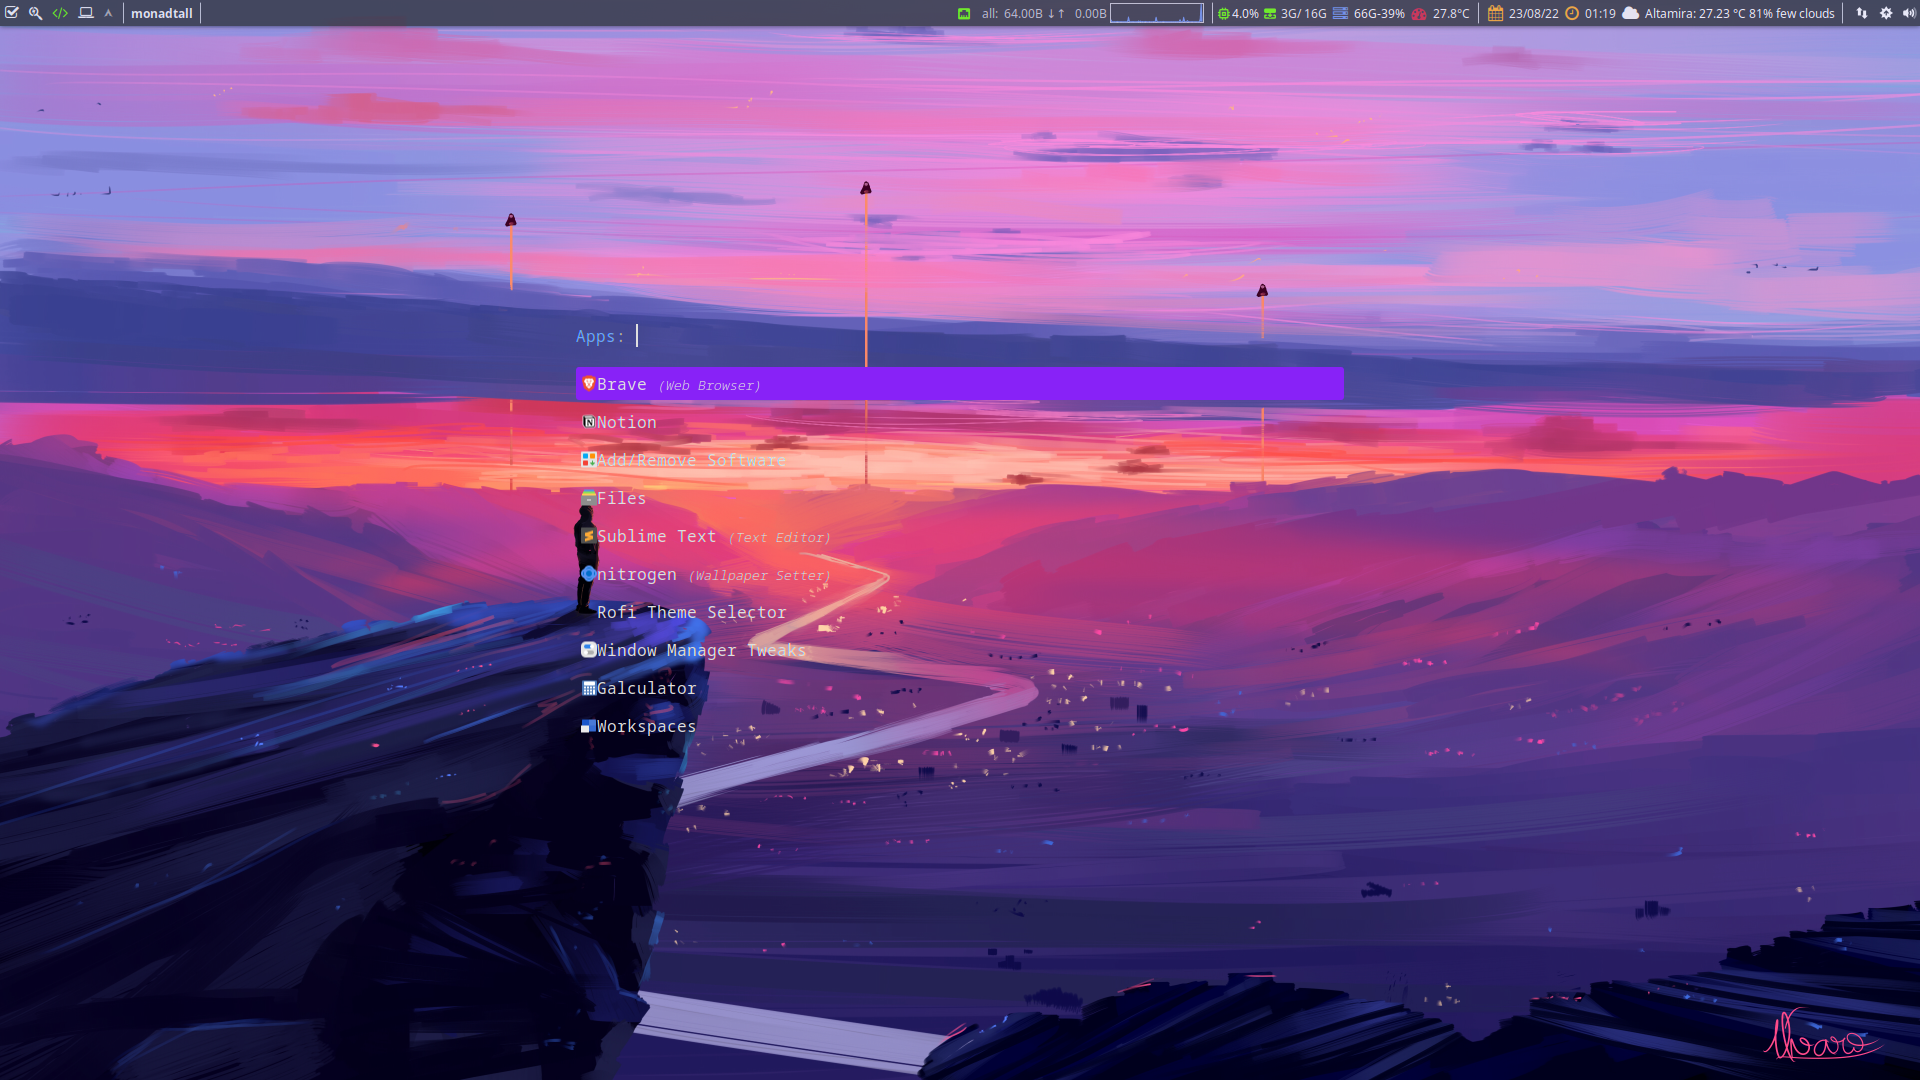 monadtall
all: 64.00B ↓↑ 0.00B
4.0% 3G/ 16G 66G-39% 27.8°C
23/08/22 01:19 Altamira: 27.23 °C 81% few clouds
Apps:
Brave (Web Browser)
Notion
Add/Remove Software
Files
Sublime Text (Text Editor)
nitrogen (Wallpaper Setter)
Rofi Theme Selector
Window Manager Tweaks
Galculator
Workspaces